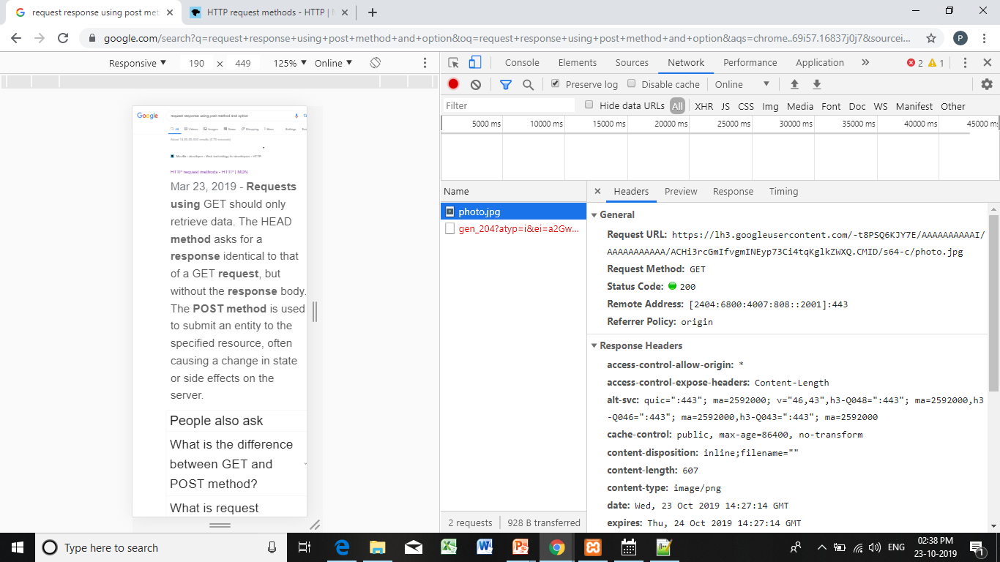 request response using post met
HTTP request methods - HTTP | M
google.com/search?q=request+response+using+post+method+and+option&oq=request+response+using+post+method+and+option&aqs=chrome..69i57.16837j0j7&sourcei...
P
Responsive 190 × 449 125% Online
Console Elements Sources Network Performance Application » 2 1
Preserve log Disable cache Online
Filter Hide data URLs All XHR JS CSS Img Media Font Doc WS Manifest Other
5000 ms 10000 ms 15000 ms 20000 ms 25000 ms 30000 ms 35000 ms 40000 ms 45000 ms
Google request response using post method and option
All Videos Images News Shopping More Settings
Mozilla › developer › Web technology for developers › HTTP
HTTP request methods - HTTP | MDN
Mar 23, 2019 - Requests
using GET should only
retrieve data. The HEAD
method asks for a
response identical to that
of a GET request, but
without the response body.
The POST method is used
to submit an entity to the
specified resource, often
causing a change in state
or side effects on the
server.
People also ask
What is the difference
between GET and
POST method?
What is request
Name
photo.jpg
gen_204?atyp=i&ei=a2Gw...
2 requests 928 B transferred
Headers Preview Response Timing
General
Request URL: https://lh3.googleusercontent.com/-t8PSQ6KJY7E/AAAAAAAAAAI/
AAAAAAAAAAA/ACHi3rcGmIfvgmINEyp73Ci4tqKglkZWXQ.CMID/s64-c/photo.jpg
Request Method: GET
Status Code: 200
Remote Address: [2404:6800:4007:808::2001]:443
Referrer Policy: origin
Response Headers
access-control-allow-origin: *
access-control-expose-headers: Content-Length
alt-svc: quic=":443"; ma=2592000; v="46,43",h3-Q048=":443"; ma=2592000,h3
-Q046=":443"; ma=2592000,h3-Q043=":443"; ma=2592000
cache-control: public, max-age=86400, no-transform
content-disposition: inline;filename=""
content-length: 607
content-type: image/png
date: Wed, 23 Oct 2019 14:27:14 GMT
expires: Thu, 24 Oct 2019 14:27:14 GMT
Type here to search
ENG
02:38 PM
23-10-2019
1